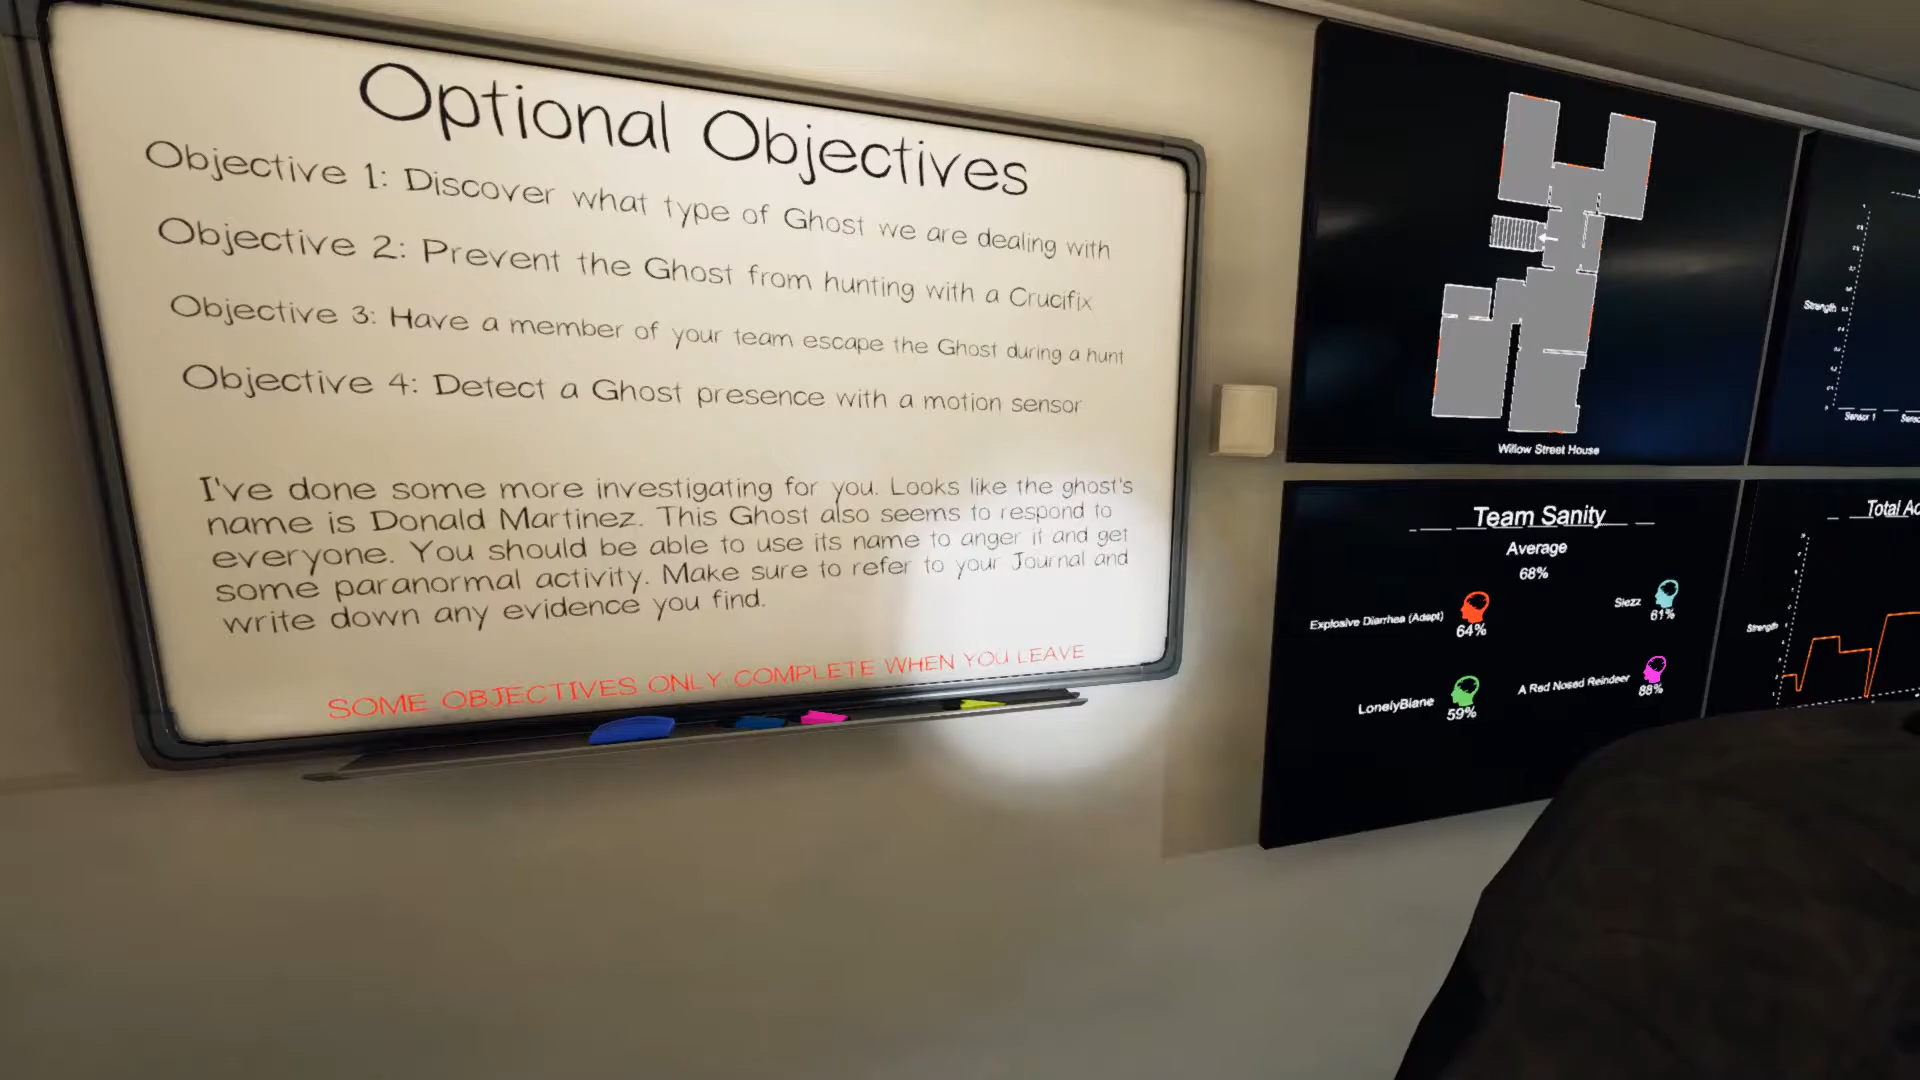 Optional Objectives
Objective 1: Discover what type of Ghost we are dealing with
Objective 2: Prevent the Ghost from hunting with a Crucifix
Objective 3: Have a member of your team escape the Ghost during a hunt
Objective 4: Detect a Ghost presence with a motion sensor
I've done some more investigating for you. Looks like the ghost's
name is Donald Martinez. This Ghost also seems to respond to
everyone. You should be able to use its name to anger it and get
some paranormal activity. Make sure to refer to your Journal and
write down any evidence you find.
SOME OBJECTIVES ONLY COMPLETE WHEN YOU LEAVE
Willow Street House
Strength
Sensor 1
Team Sanity
Average
68%
Explosive Diarrhea (Adept)
64%
Slezz
61%
LonelyBlane
59%
A Red Nosed Reindeer
88%
Total Ac
Strength